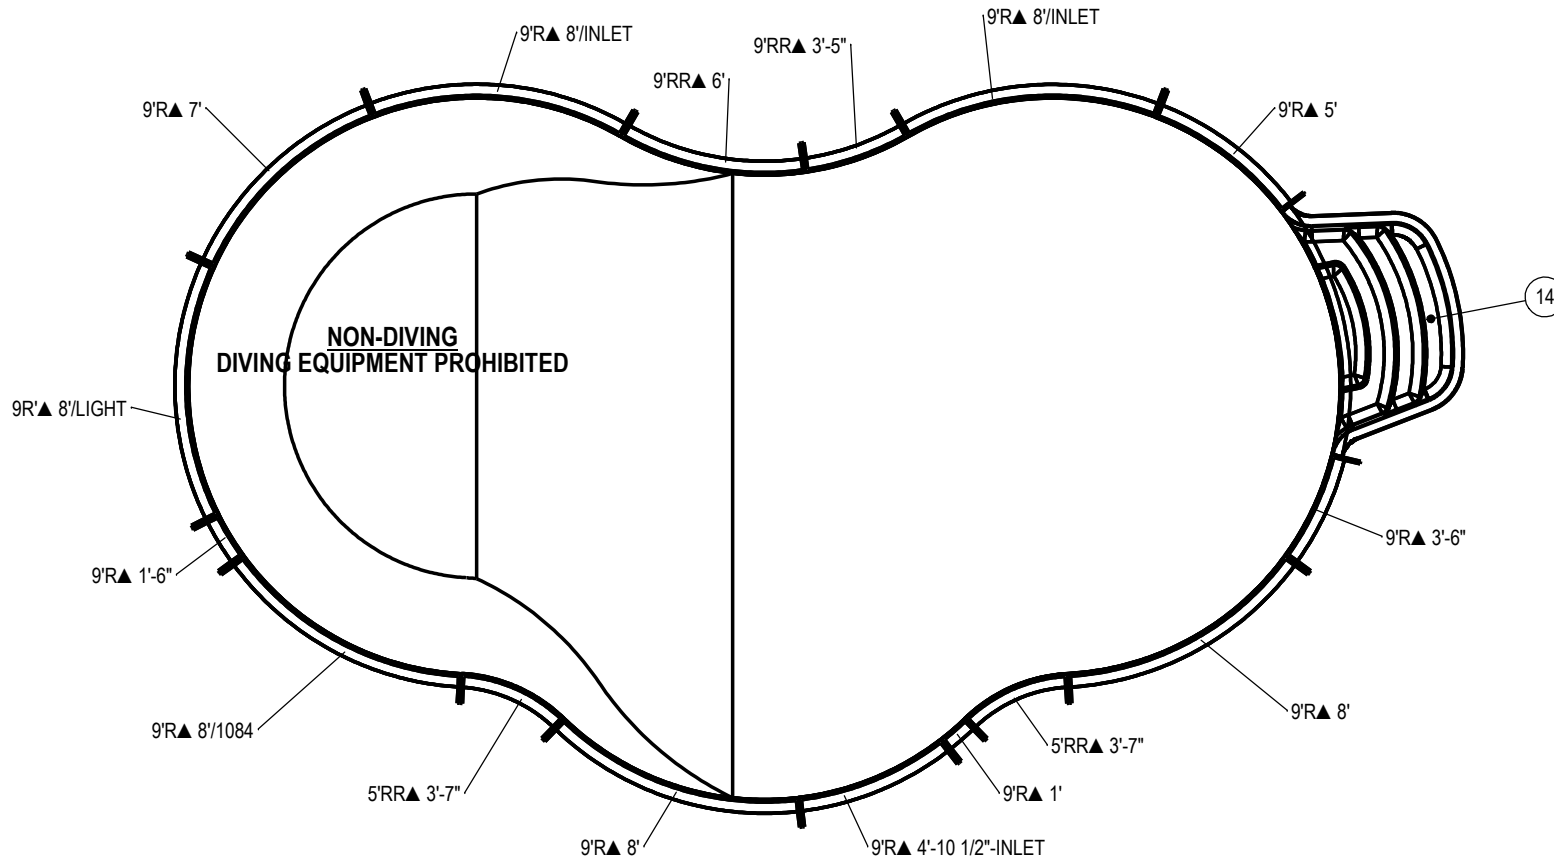 9'R▲ 8'/INLET
9'RR▲ 3'-5"
9'R▲ 8'/INLET
9'RR▲ 6'
9'R▲ 7'
9'R▲ 5'
14
NON-DIVING
DIVING EQUIPMENT PROHIBITED
9R'▲ 8'/LIGHT
9'R▲ 3'-6"
9'R▲ 1'-6"
9'R▲ 8'
9'R▲ 8'/1084
5'RR▲ 3'-7"
5'RR▲ 3'-7"
9'R▲ 1'
9'R▲ 8'
9'R▲ 4'-10 1/2"-INLET